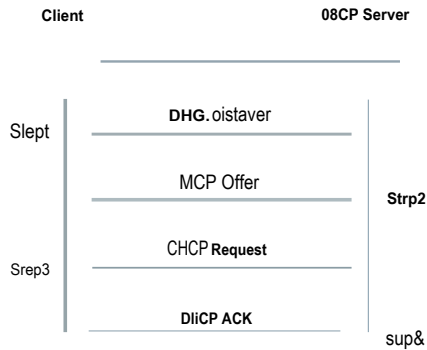 Client
08CP Server
DHG. oistaver
Slept
MCP Offer
Strp2
CHCP Request
Srep3
DliCP ACK
sup&